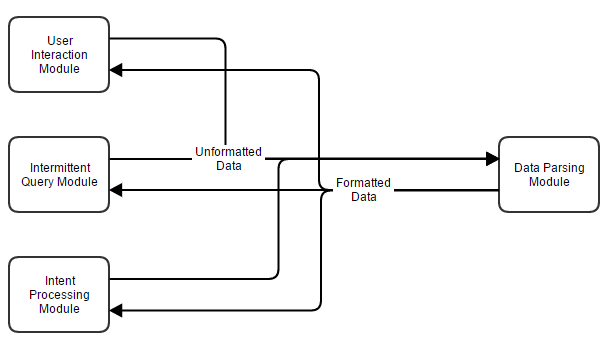 User
Interaction
Module
Intermittent
Query Module
Unformatted
Data
Data Parsing
Module
Formatted
Data
Intent
Processing
Module